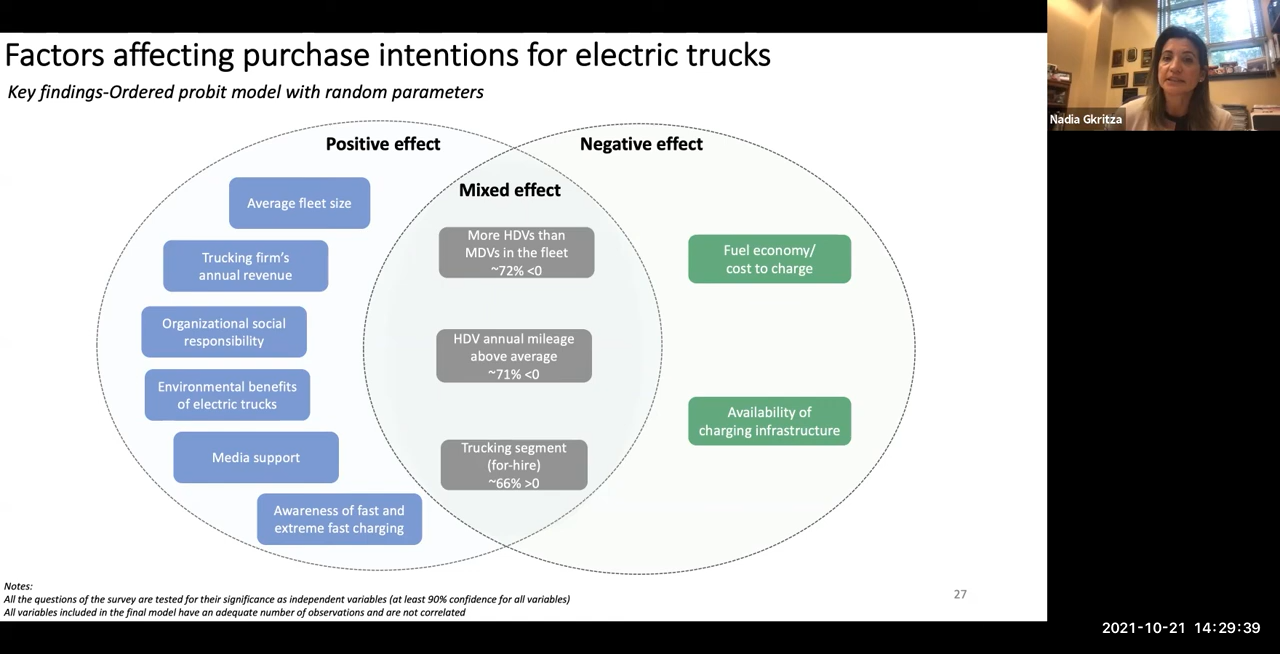 Factors affecting purchase intentions for electric trucks
Key findings-Ordered probit model with random parameters
Positive effect
Negative effect
Mixed effect
Average fleet size
Trucking firm's
annual revenue
Organizational social
responsibility
Environmental benefits
of electric trucks
Media support
Awareness of fast and
extreme fast charging
More HDVs than
MDVs in the fleet
~72% <0
HDV annual mileage
above average
~71% <0
Trucking segment
(for-hire)
~66% >0
Fuel economy/
cost to charge
Availability of
charging infrastructure
Notes:
All the questions of the survey are tested for their significance as independent variables (at least 90% confidence for all variables)
All variables included in the final model have an adequate number of observations and are not correlated
27
Nadia Gkritza
2021-10-21 14:29:39